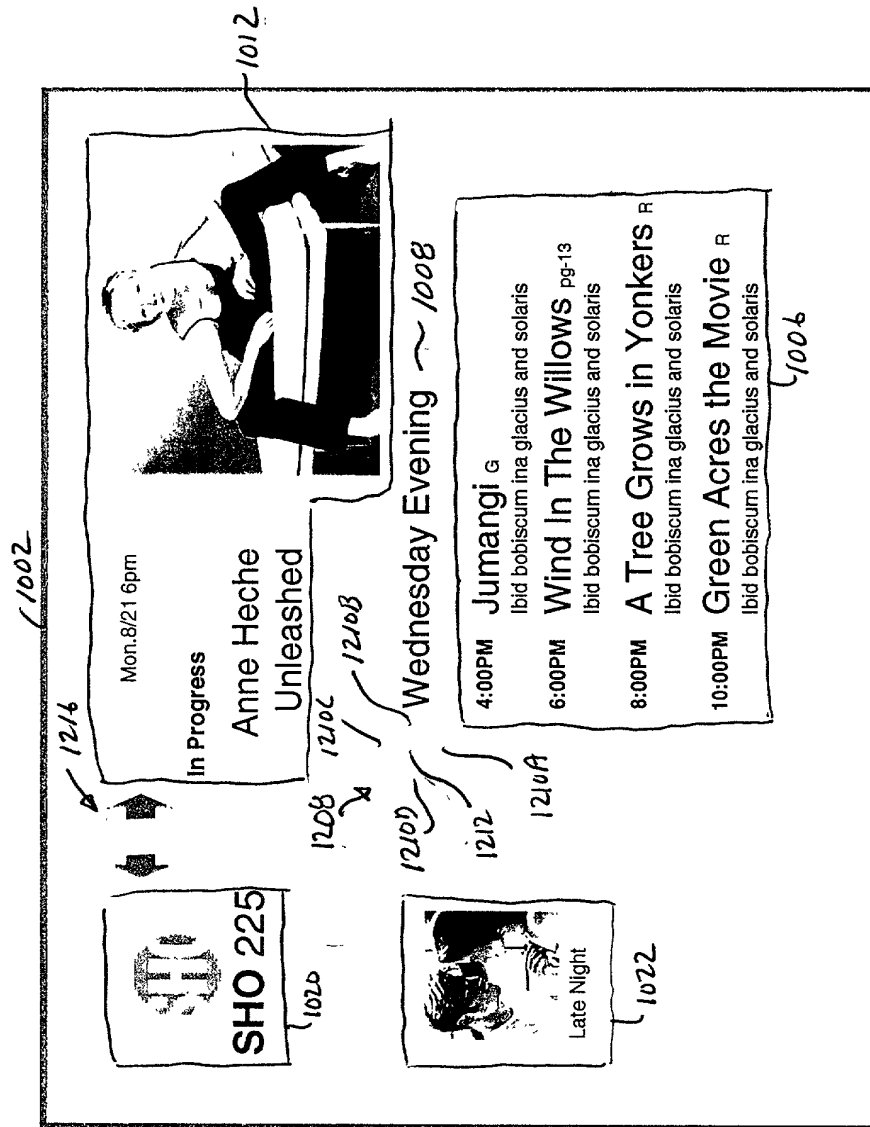 1002
1216
1012
SHO 225
1020
Mon.8/21 6pm
In Progress
Anne Heche
Unleashed
1208
1210C
1210B
1210D
1212
1210A
Wednesday Evening ~ 1008
Late Night
1022
4:00PM Jumangi G
Ibid bobiscum ina glacius and solaris
6:00PM Wind In The Willows pg-13
Ibid bobiscum ina glacius and solaris
8:00PM A Tree Grows in Yonkers R
Ibid bobiscum ina glacius and solaris
10:00PM Green Acres the Movie R
Ibid bobiscum ina glacius and solaris
1006